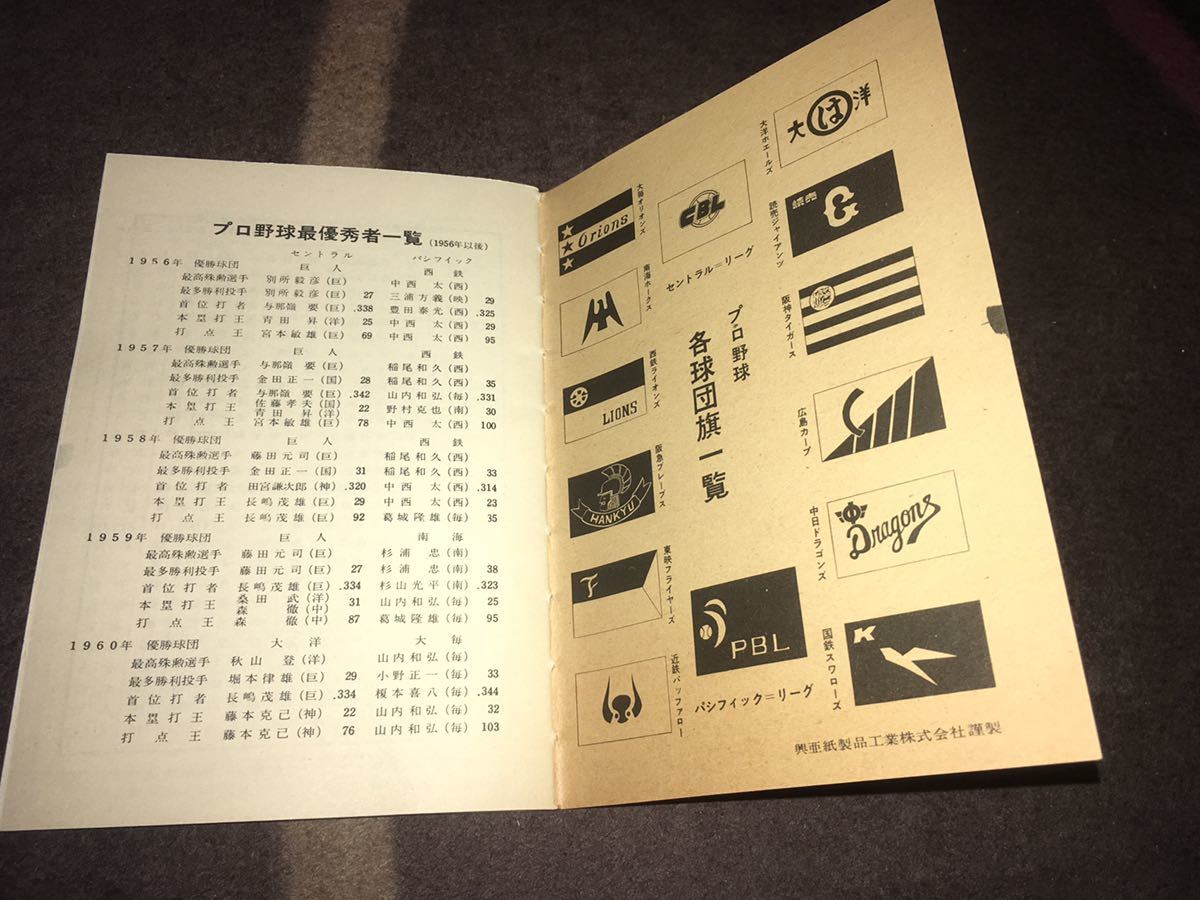 プロ野球最優秀者一覧 (1956年以後)
セントラル パシフイック
1956年 優勝球団 巨人 西鉄
最高殊勲選手 別所毅彦(巨) 中西 太(西)
最多勝利投手 別所毅彦(巨) 27 三浦方義(映) 29
首位打者 与那嶺 要(巨) .338 豊田泰光(西) .325
本塁打王 青田 昇(洋) 25 中西 太(西) 29
打点王 宮本敏雄(巨) 69 中西 太(西) 95
1957年 優勝球団 巨人 西鉄
最高殊勲選手 与那嶺 要(巨) 稲尾和久(西)
最多勝利投手 金田正一(国) 28 稲尾和久(西) 35
首位打者 与那嶺 要(巨) .342 山内和弘(毎) .331
本塁打王 佐藤孝夫(国) 青田 昇(洋) 22 野村克也(南) 30
打点王 宮本敏雄(巨) 78 中西 太(西) 100
1958年 優勝球団 巨人 西鉄
最高殊勲選手 藤田元司(巨) 稲尾和久(西)
最多勝利投手 金田正一(国) 31 稲尾和久(西) 33
首位打者 田宮謙次郎(神) .320 中西 太(西) .314
本塁打王 長嶋茂雄(巨) 29 中西 太(西) 23
打点王 長嶋茂雄(巨) 92 葛城隆雄(毎) 35
1959年 優勝球団 巨人 南海
最高殊勲選手 藤田元司(巨) 杉浦 忠(南)
最多勝利投手 藤田元司(巨) 27 杉浦 忠(南) 38
首位打者 長嶋茂雄(巨) .334 杉山光平(南) .323
本塁打王 桑田 武(洋) 森 徹(中) 31 山内和弘(毎) 25
打点王 森 徹(中) 87 葛城隆雄(毎) 95
1960年 優勝球団 大洋 大毎
最高殊勲選手 秋山 登(洋) 山内和弘(毎)
最多勝利投手 堀本律雄(巨) 29 小野正一(毎) 33
首位打者 長嶋茂雄(巨) .334 榎本喜八(毎) .344
本塁打王 藤本克己(神) 22 山内和弘(毎) 32
打点王 藤本克己(神) 76 山内和弘(毎) 103
大は洋
大洋ホエールズ
読売 G
読売ジャイアンツ
阪神タイガース
広島カープ
Dragons
中日ドラゴンズ
K
国鉄スワローズ
CBL
セントラル＝リーグ
プロ野球
各球団旗一覧
PBL
パシフィック＝リーグ
Orions
大毎オリオンズ
南海ホークス
LIONS
西鉄ライオンズ
HANKYU
阪急ブレーブス
F
東映フライヤーズ
近鉄バッファロー
興亜紙製品工業株式会社謹製